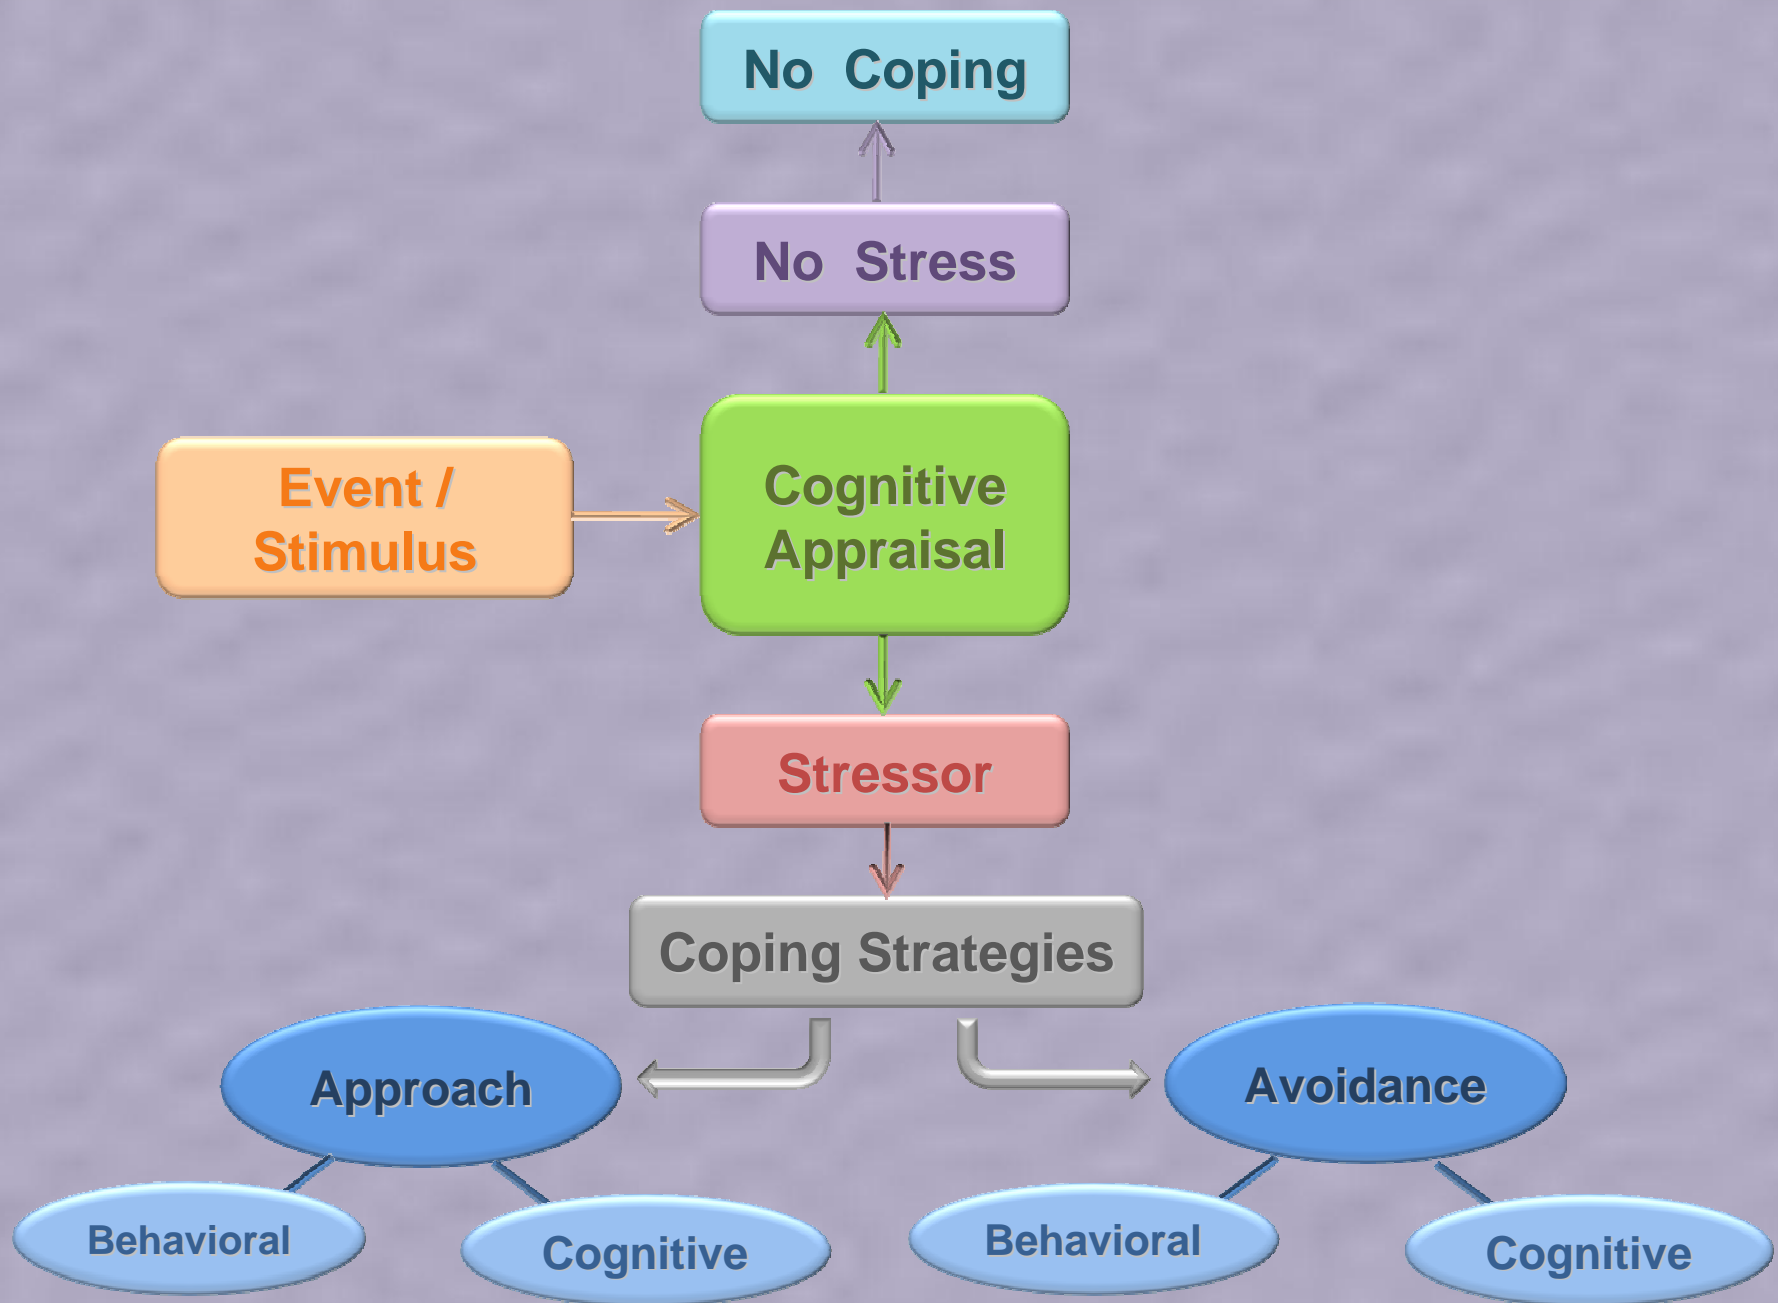 No Coping
No Stress
Event /
Stimulus
Cognitive
Appraisal
Stressor
Coping Strategies
Approach
Avoidance
Behavioral
Cognitive
Behavioral
Cognitive